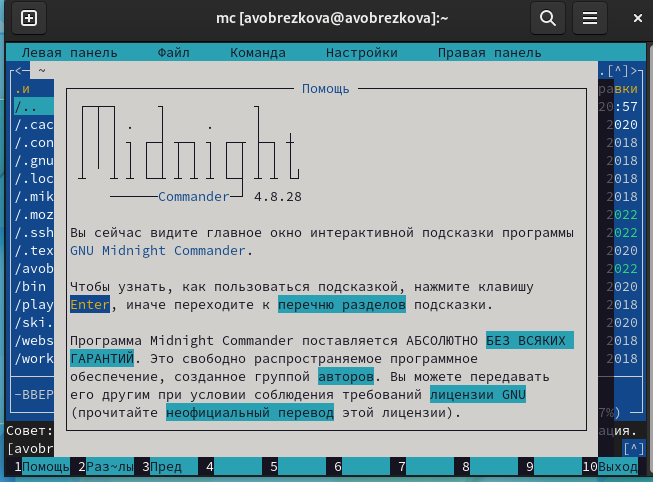 mc [avobrezkova@avobrezkova]:~
Левая панель Файл Команда Настройки Правая панель
<─ ~ .[^]>
.и Помощь равки
/.. 20:57
/.cac 2020
/.con 2018
/.gnu 2018
/.loc 2018
/.mik 2018
Commander 4.8.28
/.moz 2022
/.ssh Вы сейчас видите главное окно интерактивной подсказки программы 2022
/.tex GNU Midnight Commander. 2020
/avob 2022
/bin Чтобы узнать, как пользоваться подсказкой, нажмите клавишу 2020
/play Enter, иначе переходите к перечню разделов подсказки. 2018
/ski. 2020
/webs Программа Midnight Commander поставляется АБСОЛЮТНО БЕЗ ВСЯКИХ 2018
/work ГАРАНТИЙ. Это свободно распространяемое программное 2018
обеспечение, созданное группой авторов. Вы можете передавать
-ВВЕР его другим при условии соблюдения требований лицензии GNU
(прочитайте неофициальный перевод этой лицензии). 7%)
Совет: ация.
[avobr [^]
1Помощь 2Раз~лы 3Пред 4 5 6 7 8 9 10Выход